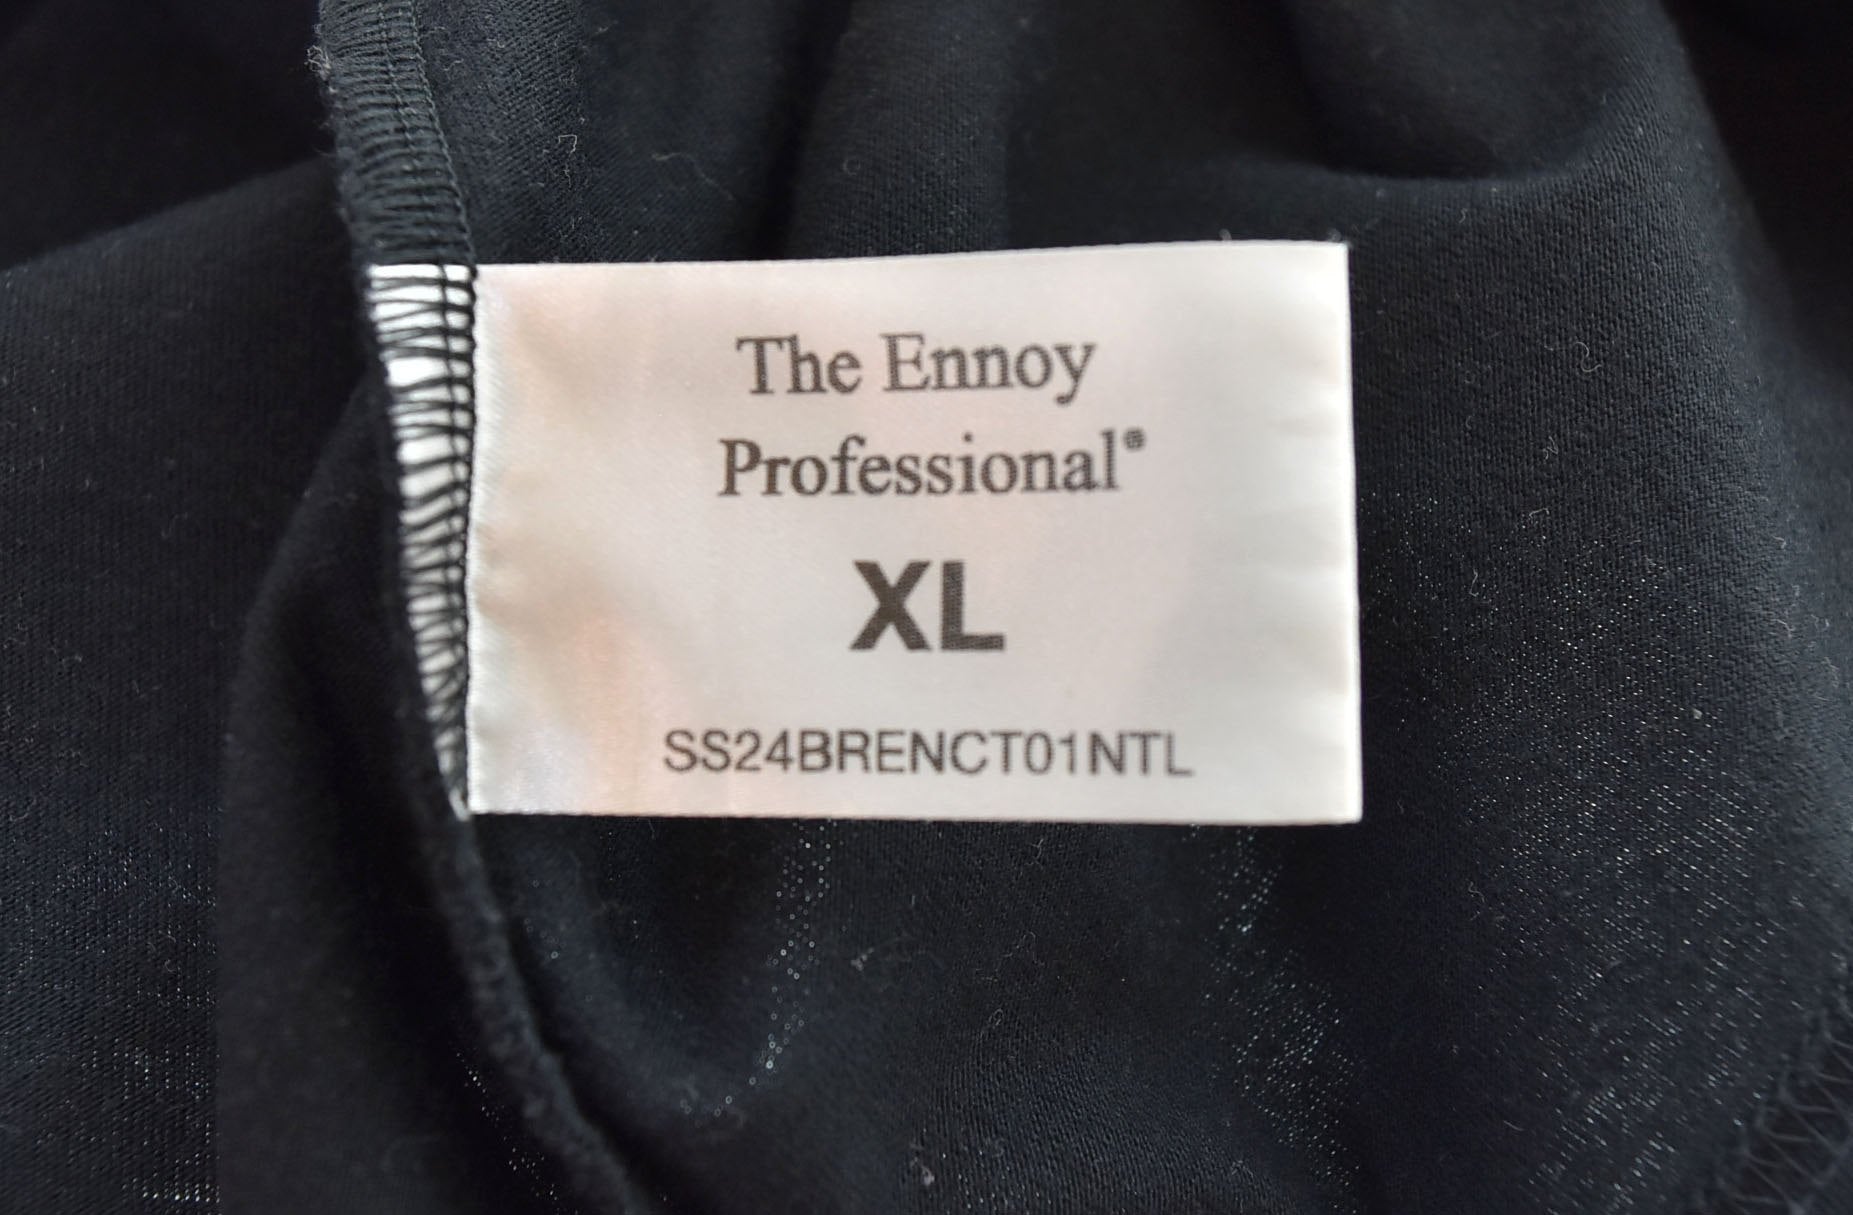 The Ennoy
Professional®
XL
SS24BRENCT01NTL